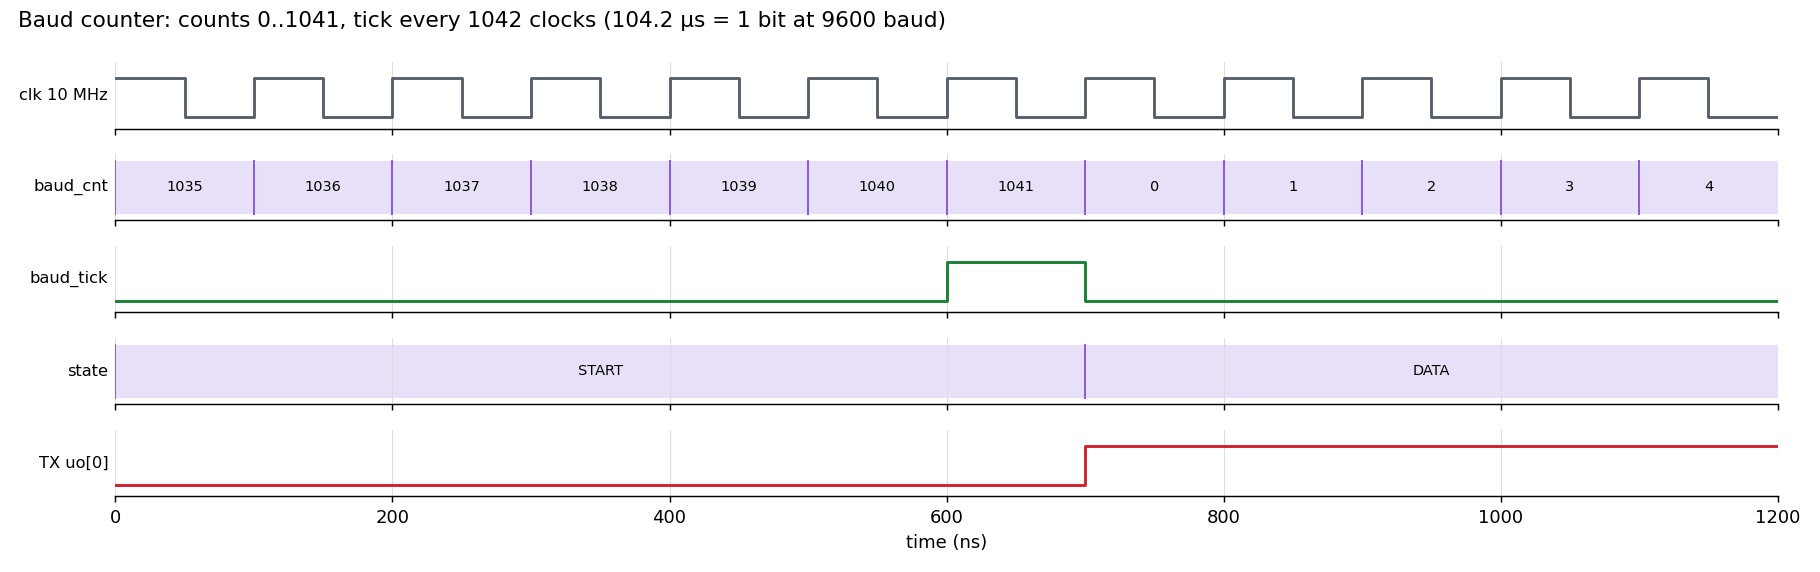 Baud counter: counts 0..1041, tick every 1042 clocks (104.2 µs = 1 bit at 9600 baud)
clk 10 MHz
baud_cnt 1035 1036 1037 1038 1039 1040 1041 0 1 2 3 4
baud_tick
state START DATA
TX uo[0]
0 200 400 600 800 1000 1200
time (ns)